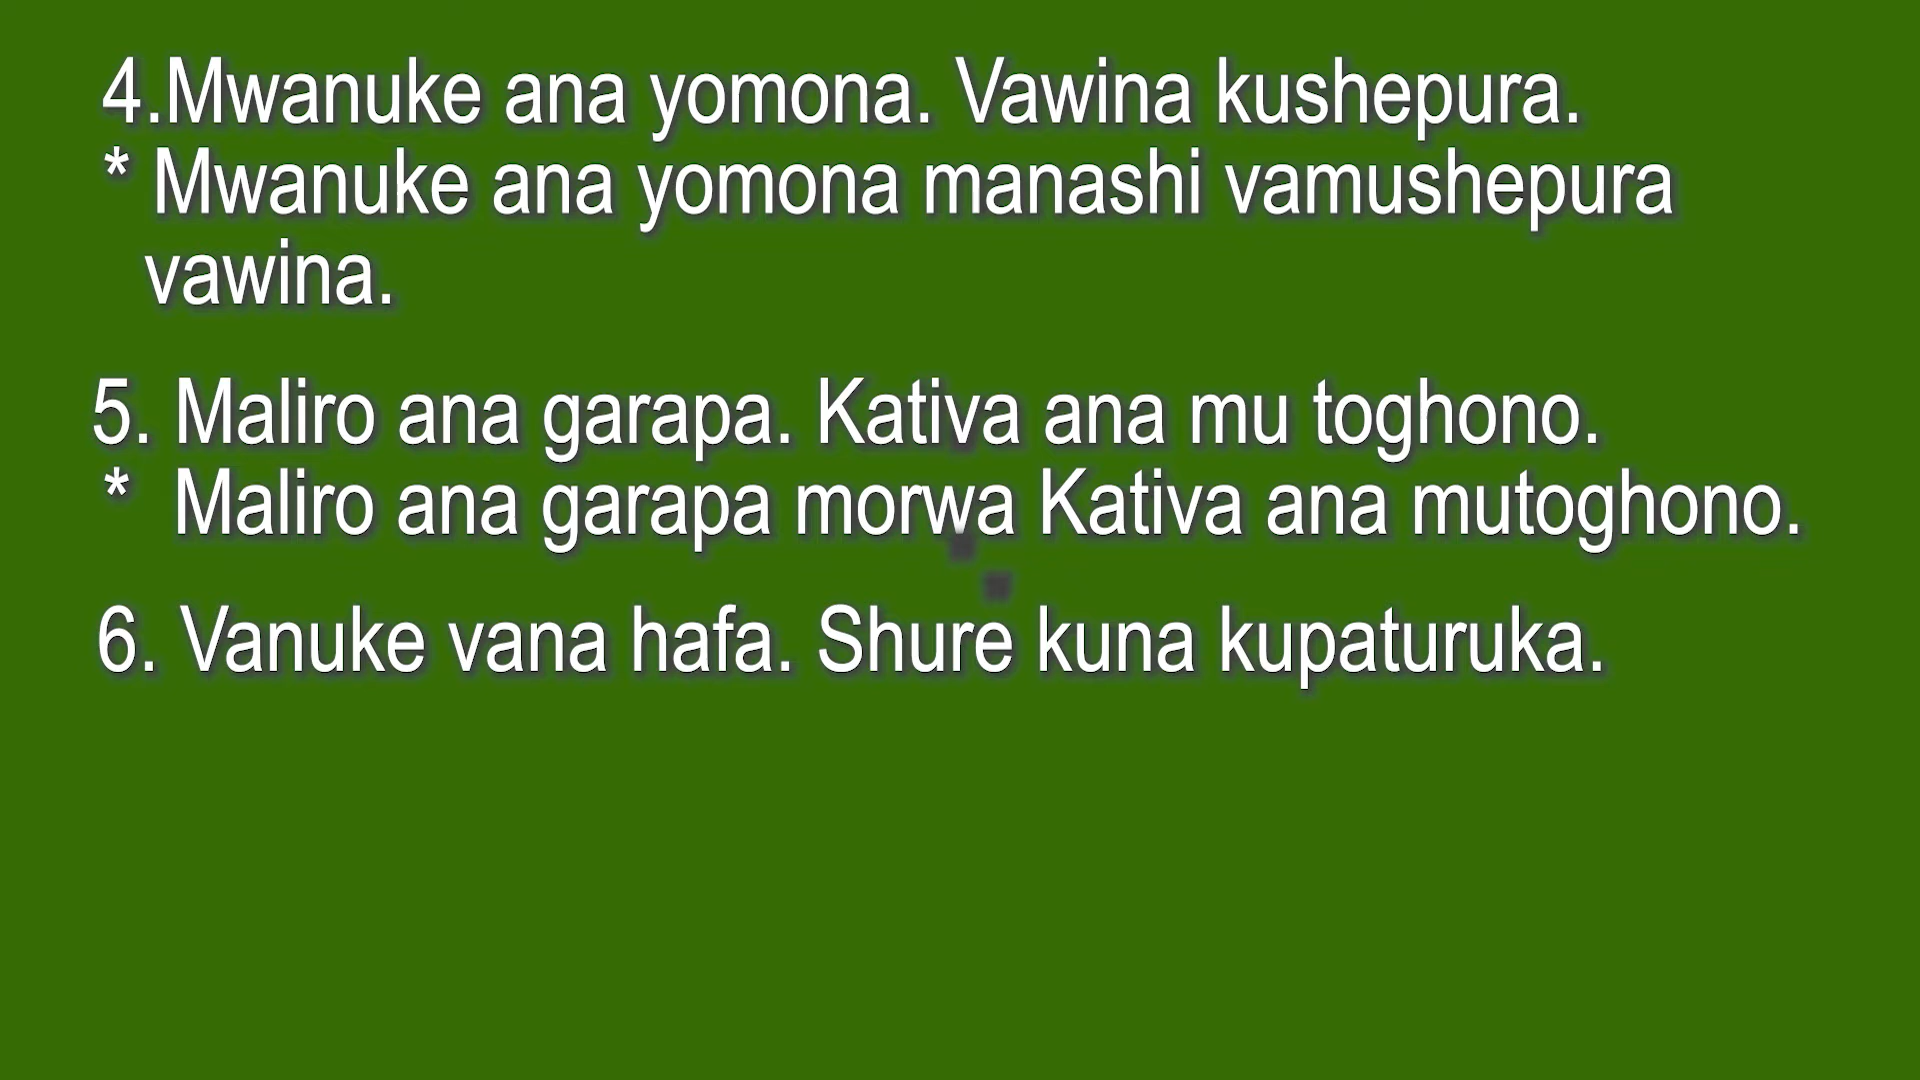 4.Mwanuke ana yomona. Vawina kushepura.
* Mwanuke ana yomona manashi vamushepura
vawina.
5. Maliro ana garapa. Kativa ana mu toghono.
* Maliro ana garapa morwa Kativa ana mutoghono.
6. Vanuke vana hafa. Shure kuna kupaturuka.